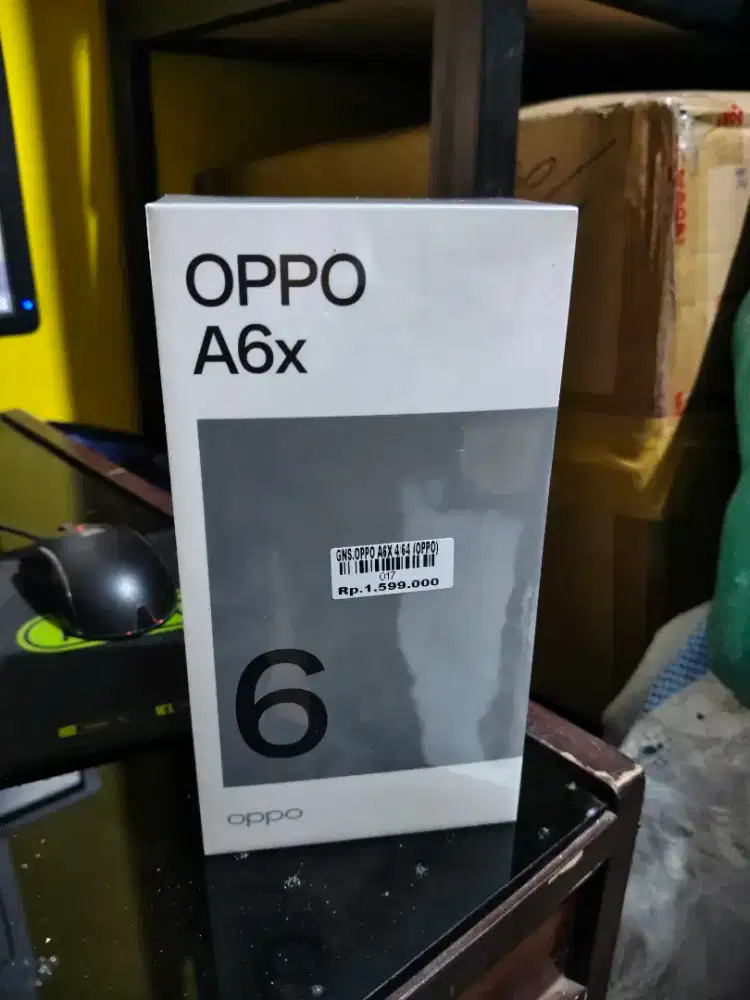 OPPO
A6x
GNS.OPPO A6X 4/64 (OPPO)
017
Rp.1.599.000
6
oppo